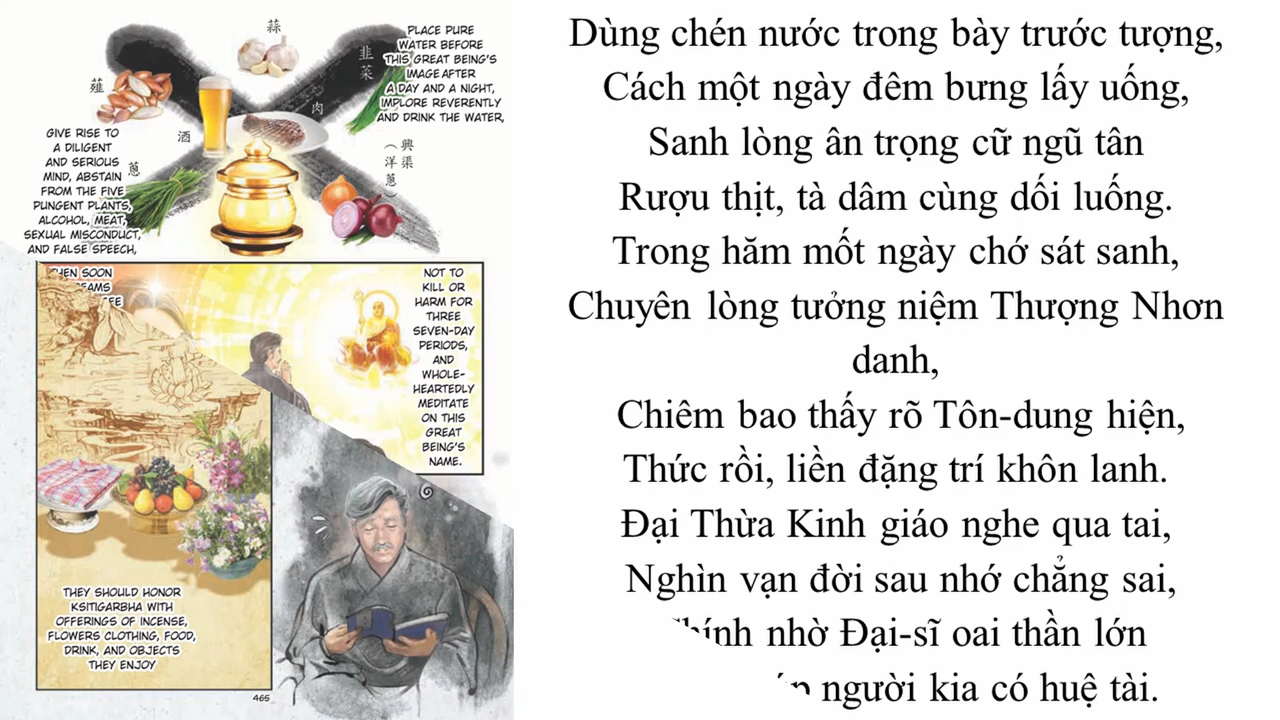 蒜
韭菜
薤
肉
酒
興渠
(洋蔥)
蔥
PLACE PURE
WATER BEFORE
THIS GREAT BEING'S
IMAGE AFTER
A DAY AND A NIGHT,
IMPLORE REVERENTLY
AND DRINK THE WATER,
GIVE RISE TO
A DILIGENT
AND SERIOUS
MIND, ABSTAIN
FROM THE FIVE
PUNGENT PLANTS,
ALCOHOL, MEAT,
SEXUAL MISCONDUCT,
AND FALSE SPEECH,
SOON
NOT TO
KILL OR
HARM FOR
THREE
SEVEN-DAY
PERIODS,
AND
WHOLE-
HEARTEDLY
MEDITATE
ON THIS
GREAT
BEING'S
NAME.
THEY SHOULD HONOR
KSITIGARBHA WITH
OFFERINGS OF INCENSE,
FLOWERS CLOTHING, FOOD,
DRINK, AND OBJECTS
THEY ENJOY
465
Dùng chén nước trong bày trước tượng,
Cách một ngày đêm bưng lấy uống,
Sanh lòng ân trọng cữ ngũ tân
Rượu thịt, tà dâm cùng dối luống.
Trong hăm mốt ngày chớ sát sanh,
Chuyên lòng tưởng niệm Thượng Nhơn
danh,
Chiêm bao thấy rõ Tôn-dung hiện,
Thức rồi, liền đặng trí khôn lanh.
Đại Thừa Kinh giáo nghe qua tai,
Nghìn vạn đời sau nhớ chẳng sai,
nhờ Đại-sĩ oai thần lớn
người kia có huệ tài.